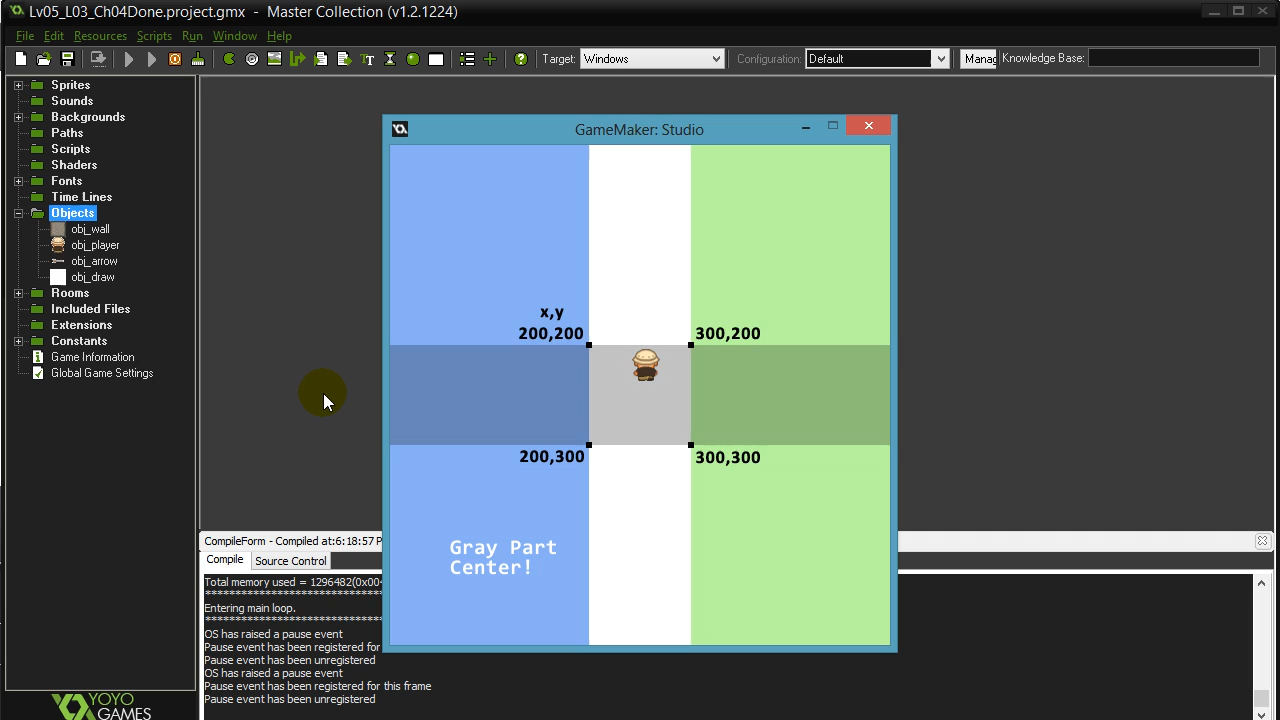 Lv05_L03_Ch04Done.project.gmx - Master Collection (v1.2.1224)
File Edit Resources Scripts Run Window Help
Target: Windows Configuration: Default Manag Knowledge Base:
Sprites
Sounds
Backgrounds
Paths
Scripts
Shaders
Fonts
Time Lines
Objects
obj_wall
obj_player
obj_arrow
obj_draw
Rooms
Included Files
Extensions
Constants
Game Information
Global Game Settings
YOYO
GAMES
GameMaker: Studio
x,y
200,200
300,200
200,300
300,300
Gray Part
Center!
CompileForm - Compiled at:6:18:57 P
Compile Source Control
Total memory used = 1296482(0x00
Entering main loop.
OS has raised a pause event
Pause event has been registered for
Pause event has been unregistered
OS has raised a pause event
Pause event has been registered for this frame
Pause event has been unregistered